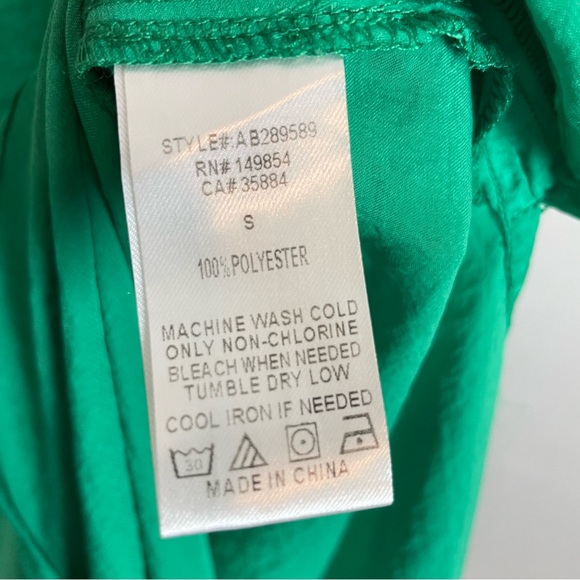 STYLE#:AB289589
RN# 149854
CA# 35884
S
100%POLYESTER
MACHINE WASH COLD
ONLY NON-CHLORINE
BLEACH WHEN NEEDED
TUMBLE DRY LOW
COOL IRON IF NEEDED
30
MADE IN CHINA